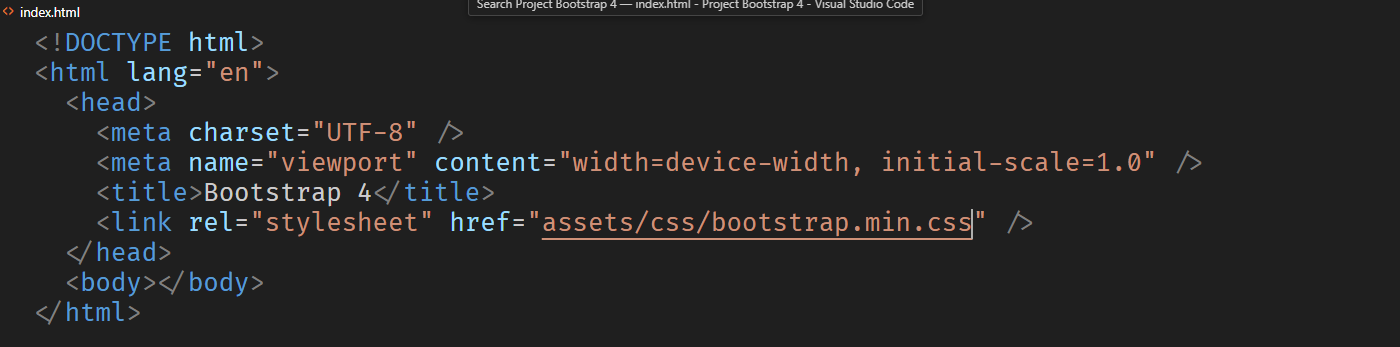 Search Project Bootstrap 4 — index.html - Project Bootstrap 4 - Visual Studio Code
index.html
<!DOCTYPE html>
<html lang="en">
  <head>
    <meta charset="UTF-8" />
    <meta name="viewport" content="width=device-width, initial-scale=1.0" />
    <title>Bootstrap 4</title>
    <link rel="stylesheet" href="assets/css/bootstrap.min.css" />
  </head>
  <body></body>
</html>